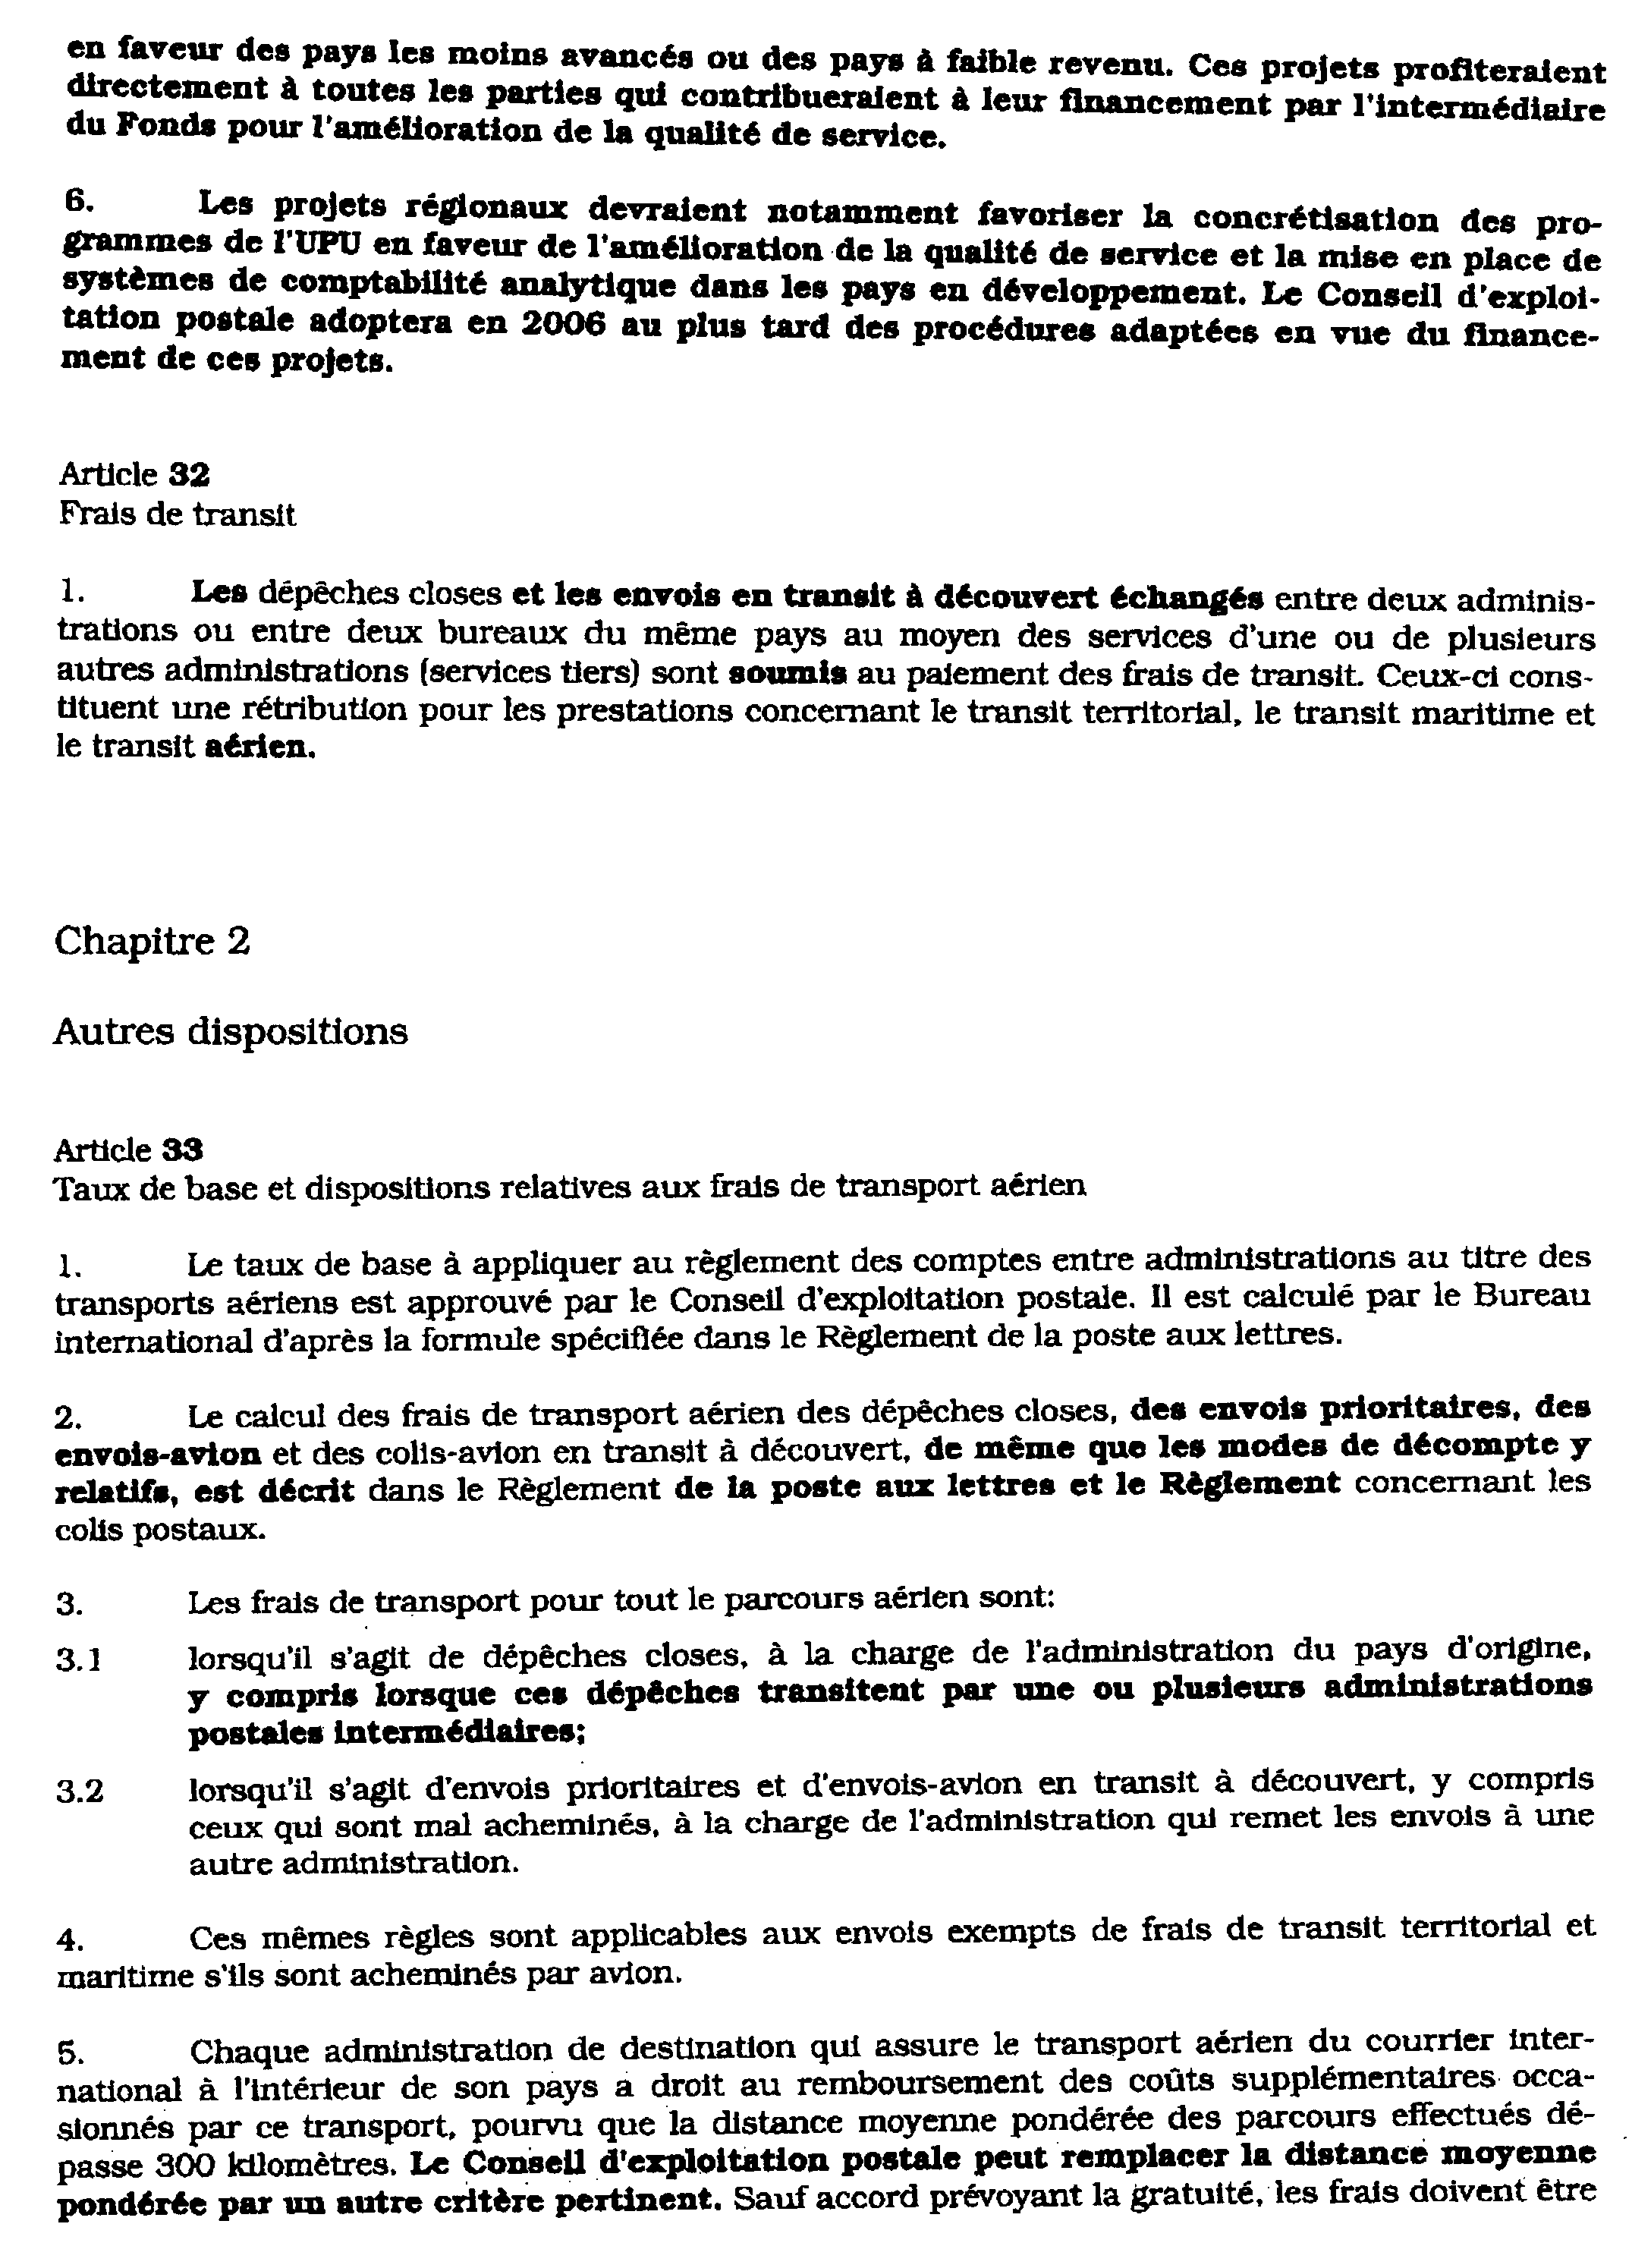 en faveur des pays les moins avancés ou des pays à faible revenu. Ces projets profiteraient
directement à toutes les parties qui contribueraient à leur financement par l'intermédiaire
du Fonds pour l'amélioration de la qualité de service.
6. Les projets régionaux devraient notamment favoriser la concrétisation des pro-
grammes de l'UPU en faveur de l'amélioration de la qualité de service et la mise en place de
systèmes de comptabilité analytique dans les pays en développement. Le Conseil d'exploi-
tation postale adoptera en 2006 au plus tard des procédures adaptées en vue du finance-
ment de ces projets.
Article 32
Frais de transit
1. Les dépêches closes et les envois en transit à découvert échangés entre deux adminis-
trations ou entre deux bureaux du même pays au moyen des services d'une ou de plusieurs
autres administrations (services tiers) sont soumis au paiement des frais de transit. Ceux-ci cons-
tituent une rétribution pour les prestations concernant le transit territorial, le transit maritime et
le transit aérien.
Chapitre 2
Autres dispositions
Article 33
Taux de base et dispositions relatives aux frais de transport aérien
1. Le taux de base à appliquer au règlement des comptes entre administrations au titre des
transports aériens est approuvé par le Conseil d'exploitation postale. Il est calculé par le Bureau
international d'après la formule spécifiée dans le Règlement de la poste aux lettres.
2. Le calcul des frais de transport aérien des dépêches closes, des envois prioritaires, des
envois-avion et des colis-avion en transit à découvert, de même que les modes de décompte y
relatifs, est décrit dans le Règlement de la poste aux lettres et le Règlement concernant les
colis postaux.
3. Les frais de transport pour tout le parcours aérien sont:
3.1 lorsqu'il s'agit de dépêches closes, à la charge de l'administration du pays d'origine,
y compris lorsque ces dépêches transitent par une ou plusieurs administrations
postales intermédiaires;
3.2 lorsqu'il s'agit d'envois prioritaires et d'envois-avion en transit à découvert, y compris
ceux qui sont mal acheminés, à la charge de l'administration qui remet les envois à une
autre administration.
4. Ces mêmes règles sont applicables aux envois exempts de frais de transit territorial et
maritime s'ils sont acheminés par avion.
5. Chaque administration de destination qui assure le transport aérien du courrier inter-
national à l'intérieur de son pays a droit au remboursement des coûts supplémentaires occa-
sionnés par ce transport, pourvu que la distance moyenne pondérée des parcours effectués dé-
passe 300 kilomètres. Le Conseil d'exploitation postale peut remplacer la distance moyenne
pondérée par un autre critère pertinent. Sauf accord prévoyant la gratuité, les frais doivent être